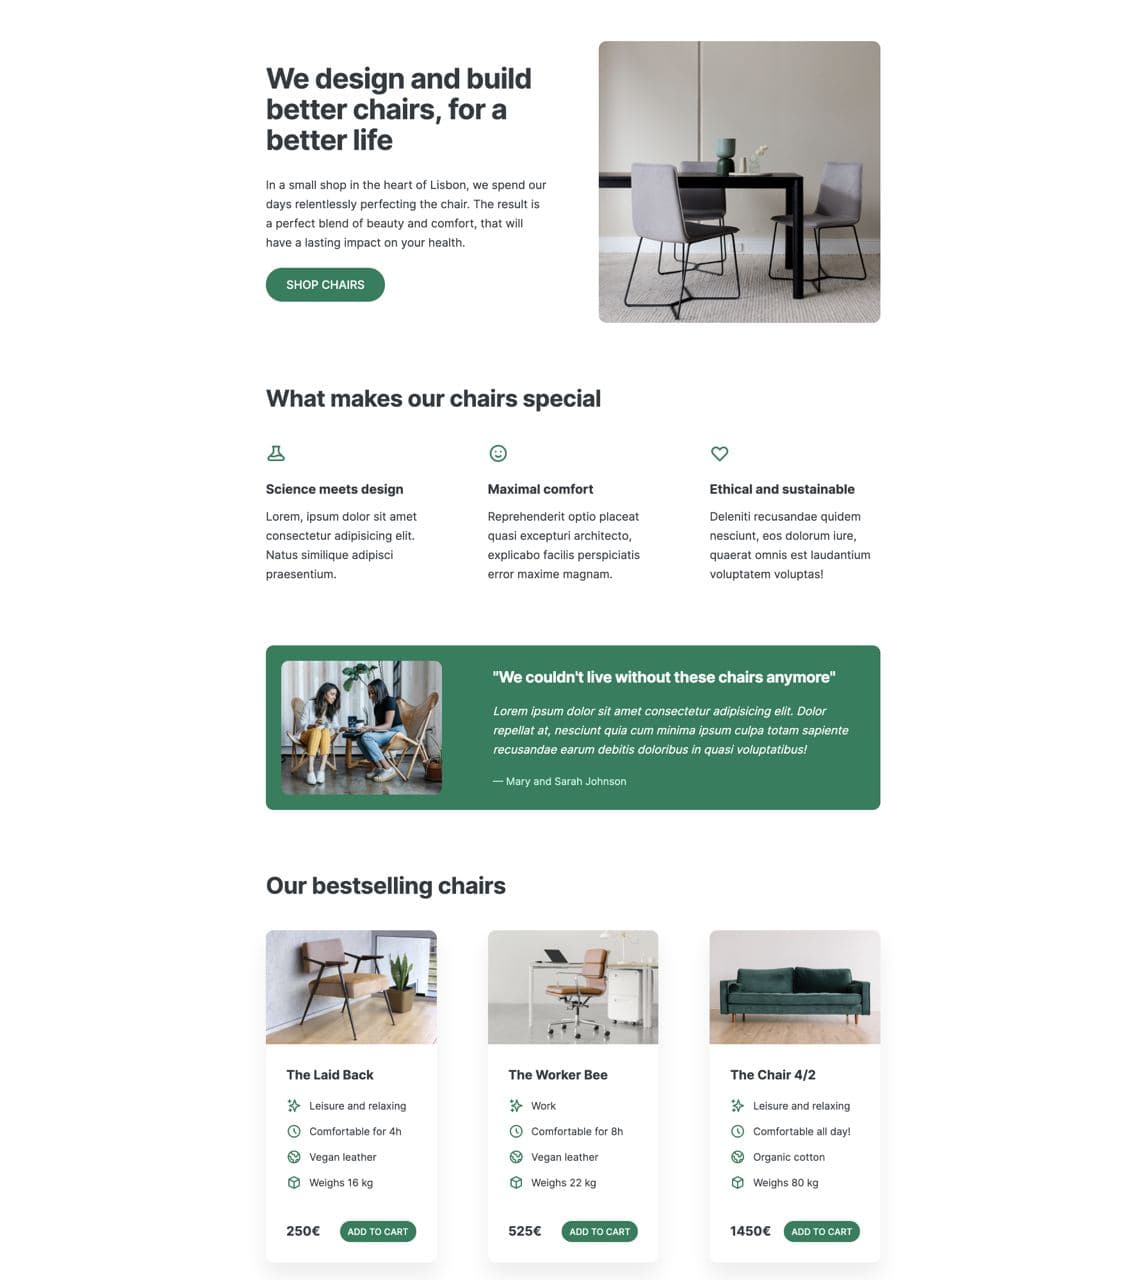 We design and build
better chairs, for a
better life
In a small shop in the heart of Lisbon, we spend our
days relentlessly perfecting the chair. The result is
a perfect blend of beauty and comfort, that will
have a lasting impact on your health.
SHOP CHAIRS
What makes our chairs special
Science meets design
Lorem, ipsum dolor sit amet
consectetur adipisicing elit.
Natus similique adipisci
praesentium.
Maximal comfort
Reprehenderit optio placeat
quasi excepturi architecto,
explicabo facilis perspiciatis
error maxime magnam.
Ethical and sustainable
Deleniti recusandae quidem
nesciunt, eos dolorum iure,
quaerat omnis est laudantium
voluptatem voluptas!
"We couldn't live without these chairs anymore"
Lorem ipsum dolor sit amet consectetur adipisicing elit. Dolor
repellat at, nesciunt quia cum minima ipsum culpa totam sapiente
recusandae earum debitis doloribus in quasi voluptatibus!
— Mary and Sarah Johnson
Our bestselling chairs
The Laid Back
Leisure and relaxing
Comfortable for 4h
Vegan leather
Weighs 16 kg
250€
ADD TO CART
The Worker Bee
Work
Comfortable for 8h
Vegan leather
Weighs 22 kg
525€
ADD TO CART
The Chair 4/2
Leisure and relaxing
Comfortable all day!
Organic cotton
Weighs 80 kg
1450€
ADD TO CART